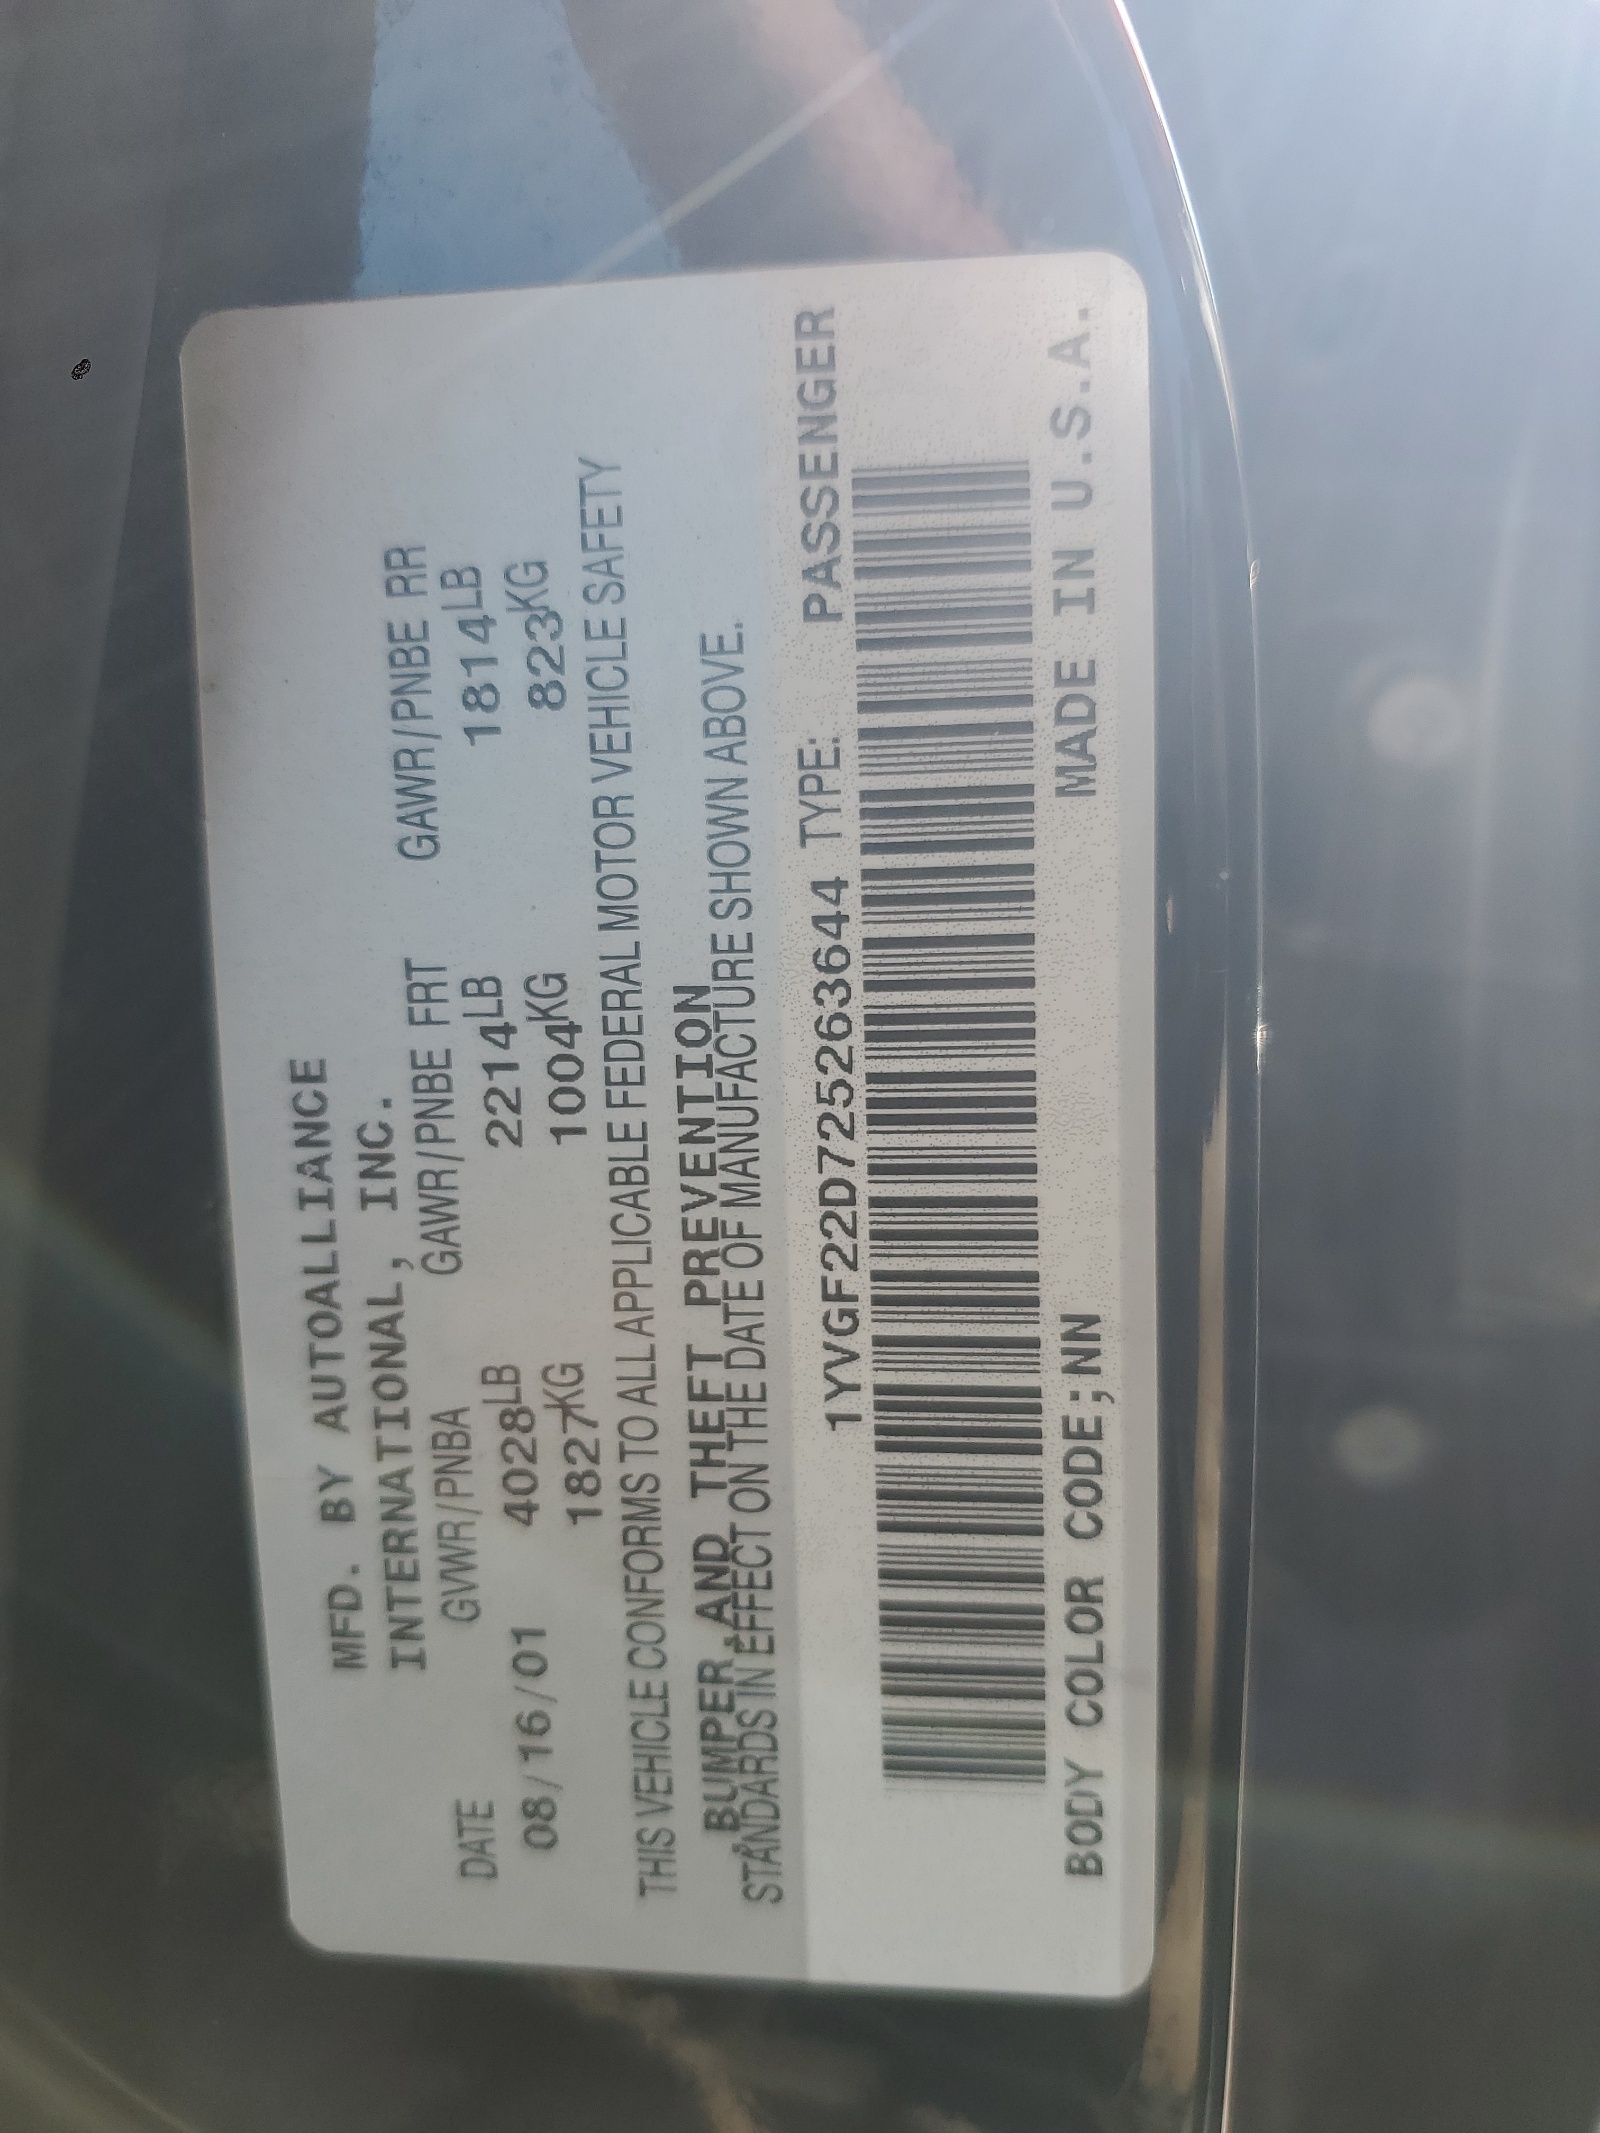 MFD. BY AUTOALLIANCE
INTERNATIONAL, INC.
DATE GVWR/PNBA GAWR/PNBE FRT GAWR/PNBE RR
08/16/01 4028LB 2214LB 1814LB
1827KG 1004KG 823KG
THIS VEHICLE CONFORMS TO ALL APPLICABLE FEDERAL MOTOR VEHICLE SAFETY
BUMPER, AND THEFT PREVENTION
STANDARDS IN EFFECT ON THE DATE OF MANUFACTURE SHOWN ABOVE.
1YVGF22D725263644 TYPE: PASSENGER
BODY COLOR CODE;NN MADE IN U.S.A.